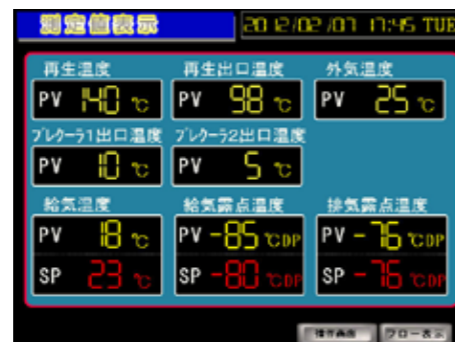 測定値表示 2012/02/07 17:45 TUE
再生温度 再生出口温度 外気温度
PV 140 ℃ PV 98 ℃ PV 25 ℃
プレクーラ1出口温度 プレクーラ2出口温度
PV 10 ℃ PV 5 ℃
給気温度 給気露点温度 排気露点温度
PV 18 ℃ PV -85 ℃DP PV -76 ℃DP
SP 23 ℃ SP -80 ℃DP SP -76 ℃DP
操作画面 フロー表示